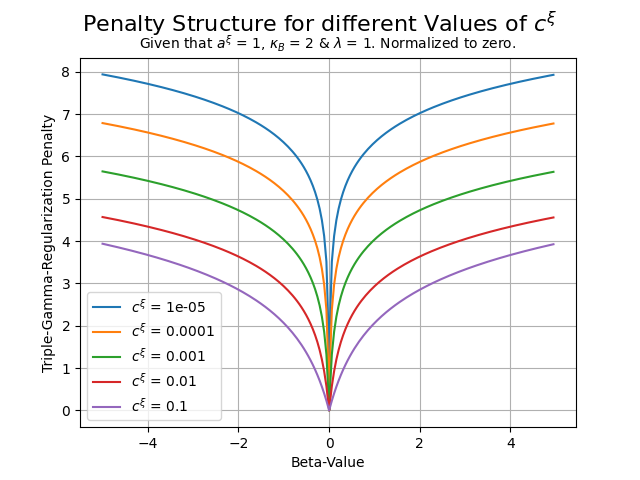 Penalty Structure for different Values of c^ξ
Given that a^ξ = 1, κ_B = 2 & λ = 1. Normalized to zero.
Triple-Gamma-Regularization Penalty
8
7
6
5
4
3
2
1
0
c^ξ = 1e-05
c^ξ = 0.0001
c^ξ = 0.001
c^ξ = 0.01
c^ξ = 0.1
−4 −2 0 2 4
Beta-Value